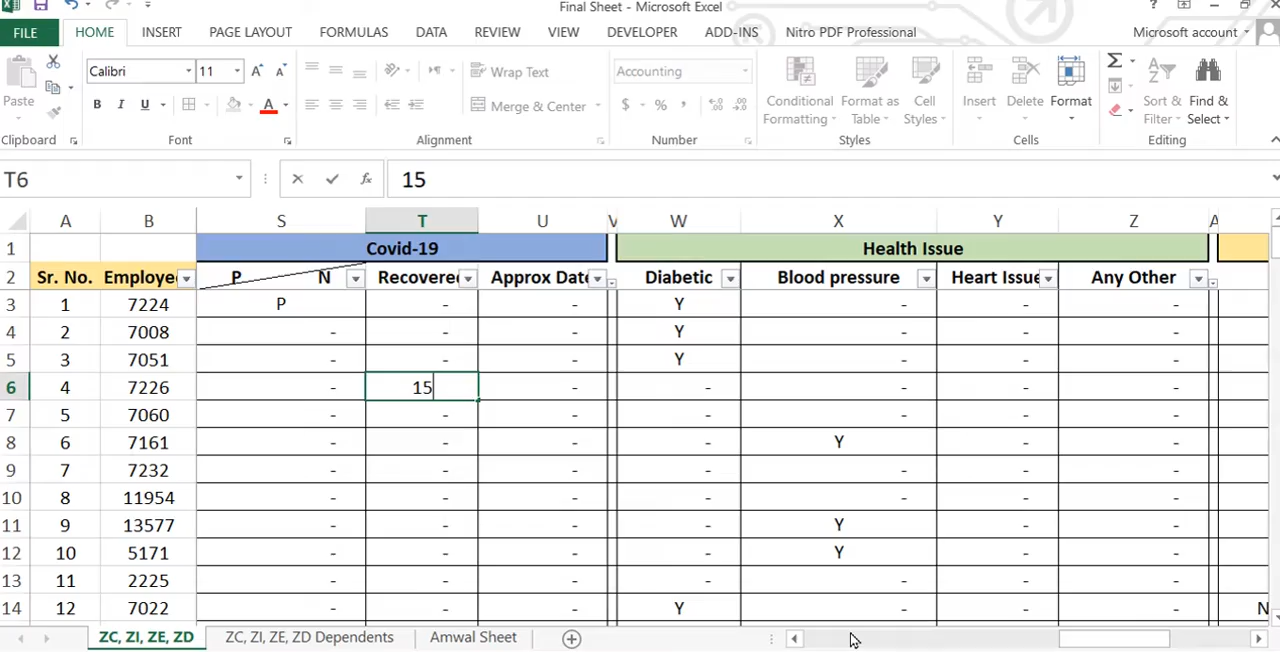 Final Sheet - Microsoft Excel
FILE HOME INSERT PAGE LAYOUT FORMULAS DATA REVIEW VIEW DEVELOPER ADD-INS Nitro PDF Professional Microsoft account
Calibri 11 Wrap Text Accounting
Paste B I U Merge & Center $ % Conditional Formatting Format as Table Cell Styles Insert Delete Format Sort & Filter Find & Select
Clipboard Font Alignment Number Styles Cells Editing
T6 fx 15
A B S T U V W X Y Z A
1 Covid-19 Health Issue
2 Sr. No. Employe P N Recovere Approx Date Diabetic Blood pressure Heart Issue Any Other
3 1 7224 P - - Y - - -
4 2 7008 - - - Y - - -
5 3 7051 - - - Y - - -
6 4 7226 - 15 - - - - -
7 5 7060 - - - - - - -
8 6 7161 - - - - Y - -
9 7 7232 - - - - - - -
10 8 11954 - - - - - - -
11 9 13577 - - - - Y - -
12 10 5171 - - - - Y - -
13 11 2225 - - - - - - -
14 12 7022 - - - Y - - - N
ZC, ZI, ZE, ZD ZC, ZI, ZE, ZD Dependents Amwal Sheet